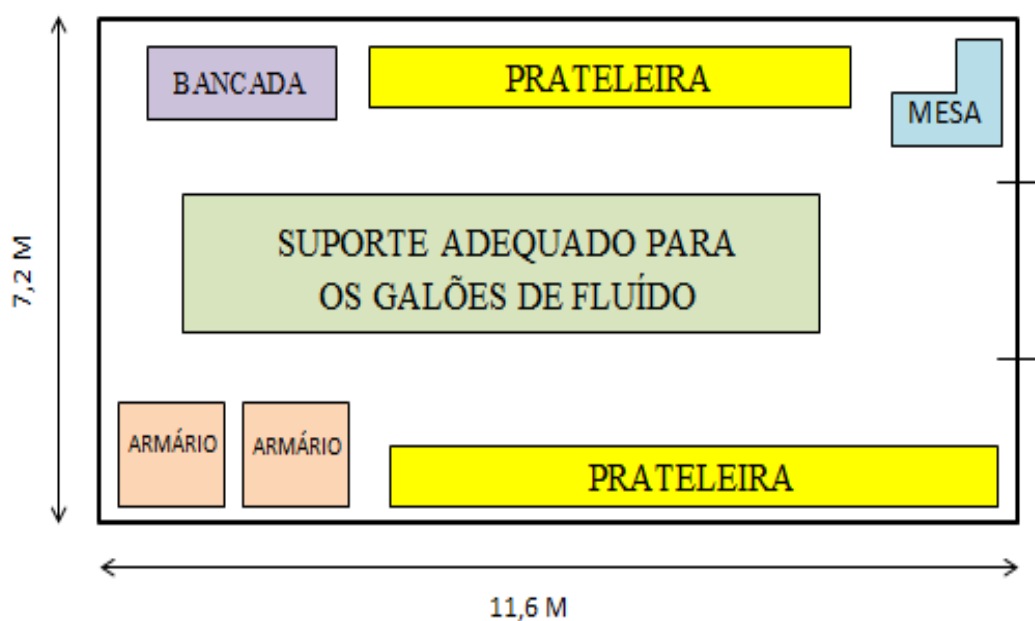 BANCADA
PRATELEIRA
MESA
7,2 M
SUPORTE ADEQUADO PARA
OS GALÕES DE FLUÍDO
ARMÁRIO
ARMÁRIO
PRATELEIRA
11,6 M